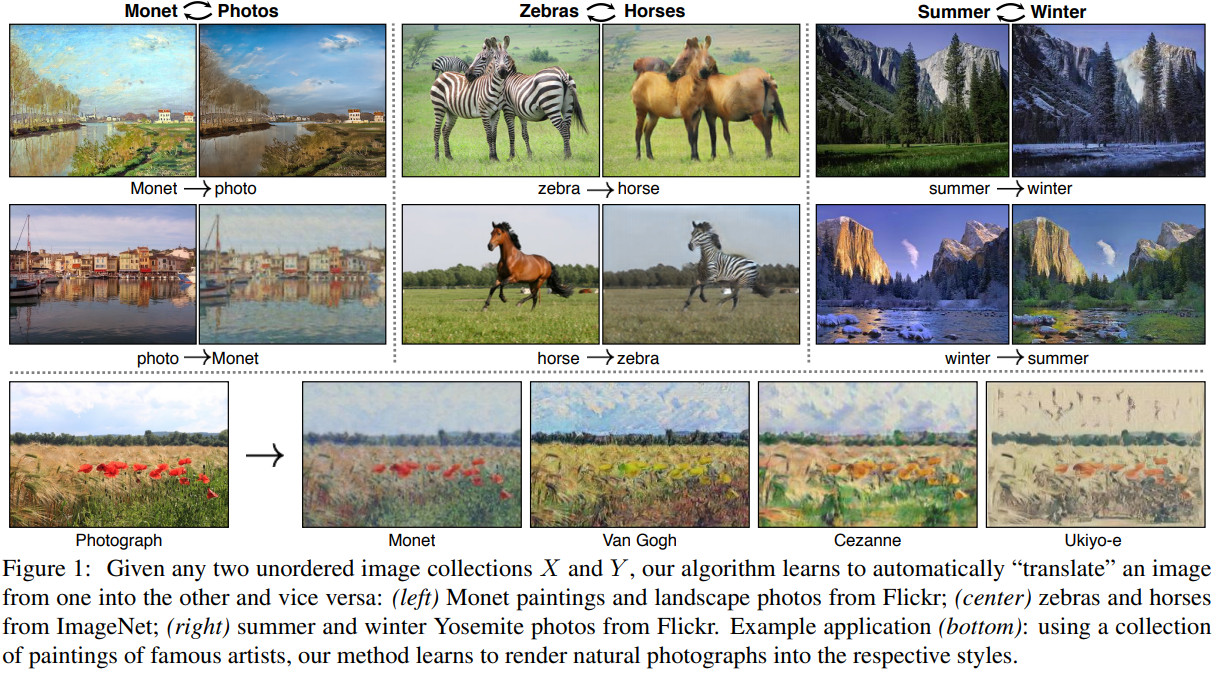 Monet ⇄ Photos
Zebras ⇄ Horses
Summer ⇄ Winter
Monet → photo
zebra → horse
summer → winter
photo → Monet
horse → zebra
winter → summer
Photograph
Monet
Van Gogh
Cezanne
Ukiyo-e
Figure 1: Given any two unordered image collections X and Y, our algorithm learns to automatically “translate” an image
from one into the other and vice versa: (left) Monet paintings and landscape photos from Flickr; (center) zebras and horses
from ImageNet; (right) summer and winter Yosemite photos from Flickr. Example application (bottom): using a collection
of paintings of famous artists, our method learns to render natural photographs into the respective styles.